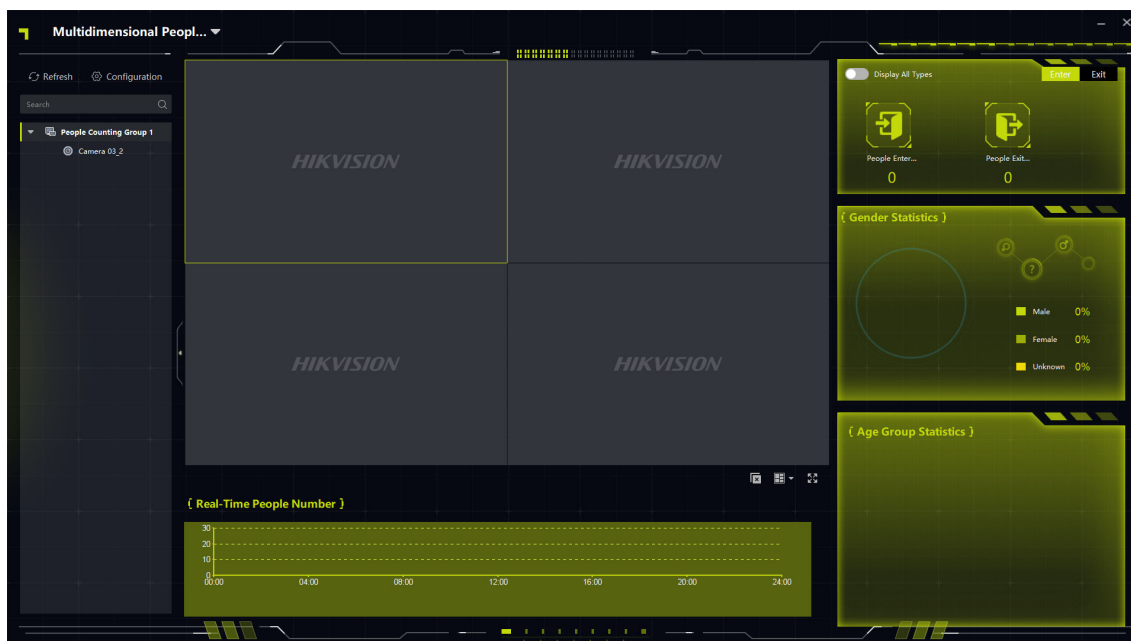 Multidimensional Peopl...
Refresh
Configuration
Search
People Counting Group 1
Camera 03_2
HIKVISION
HIKVISION
HIKVISION
HIKVISION
Display All Types
Enter
Exit
People Enter...
People Exit...
0
0
{ Gender Statistics }
?
Male 0%
Female 0%
Unknown 0%
{ Age Group Statistics }
{ Real-Time People Number }
30
20
10
0
00:00 04:00 08:00 12:00 16:00 20:00 24:00